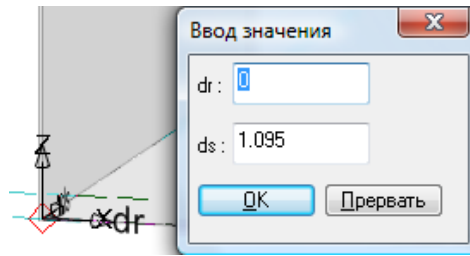 Ввод значения
dr : 0
ds : 1.095
OK Прервать
Z
x dr